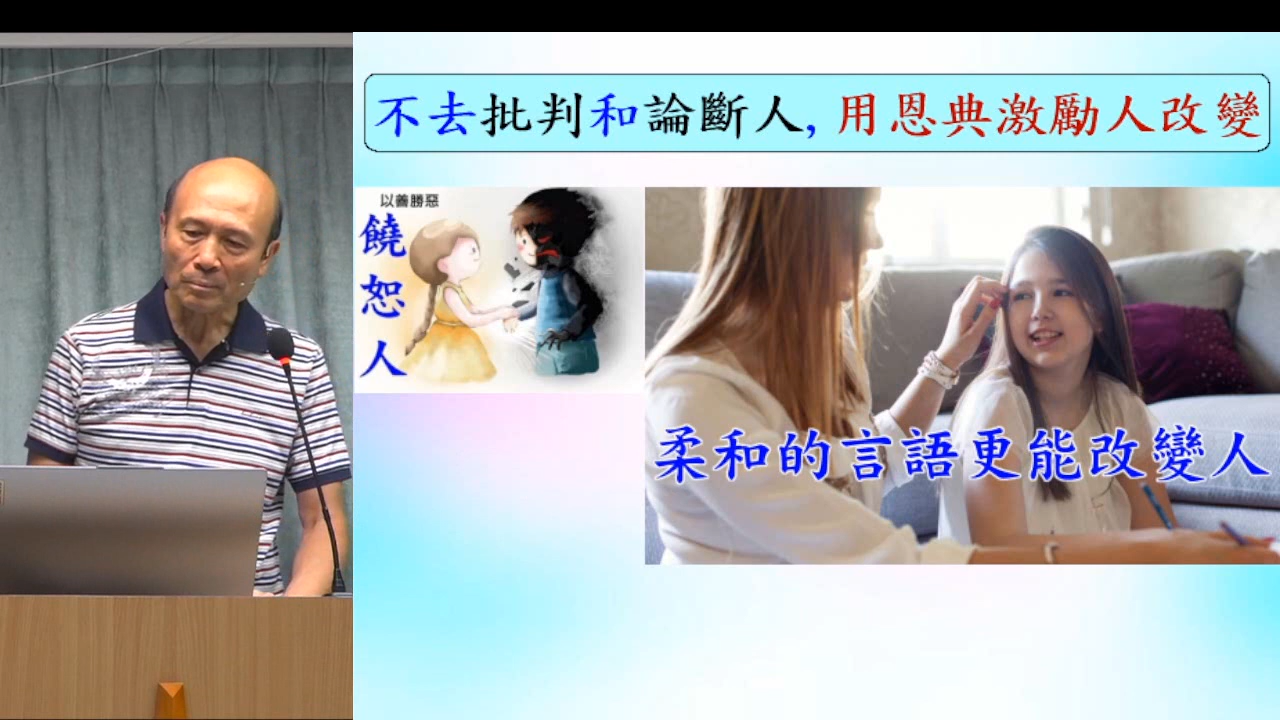 不去批判和論斷人,用恩典激勵人改變
以善勝惡
饒恕人
柔和的言語更能改變人